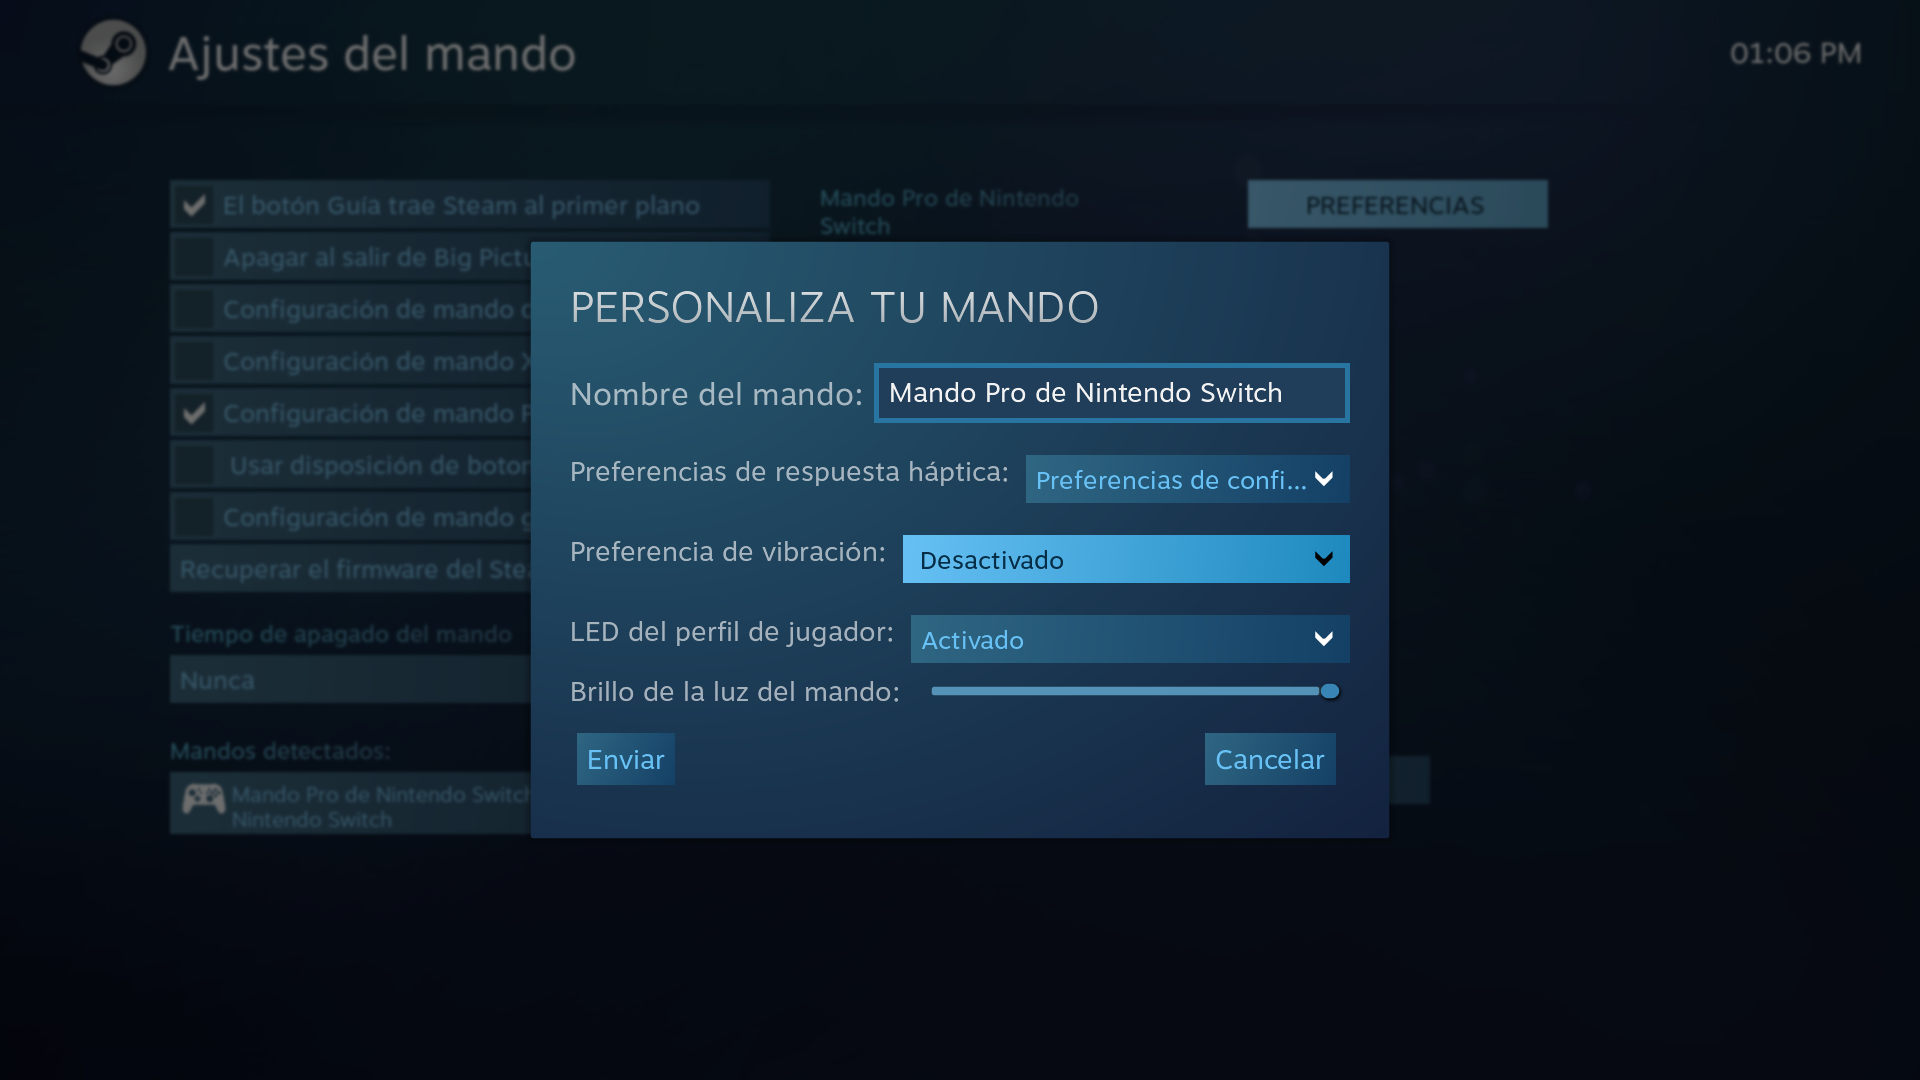 Ajustes del mando
01:06 PM
El botón Guía trae Steam al primer plano
Apagar al salir de Big
Configuración de mando
Configuración de mando
Configuración de mando
Usar disposición de
Configuración de mando
Recuperar el firmware del
Tiempo de apagado del mando
Nunca
Mandos detectados:
Mando Pro de Nintendo Switch
Nintendo Switch
Mando Pro de Nintendo
Switch
PREFERENCIAS
PERSONALIZA TU MANDO
Nombre del mando: Mando Pro de Nintendo Switch
Preferencias de respuesta háptica: Preferencias de confi...
Preferencia de vibración: Desactivado
LED del perfil de jugador: Activado
Brillo de la luz del mando:
Enviar
Cancelar